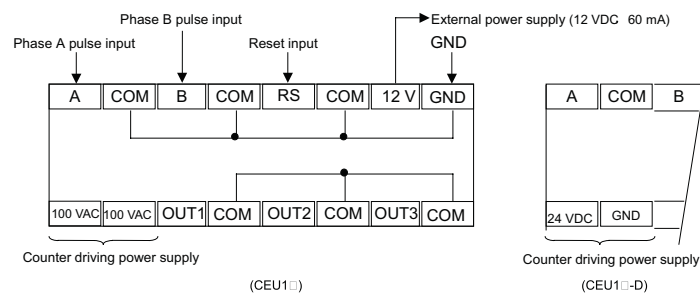 Phase B pulse input
External power supply (12 VDC 60 mA)
Phase A pulse input
Reset input
GND
A COM B COM RS COM 12 V GND
A COM B
100 VAC 100 VAC OUT1 COM OUT2 COM OUT3 COM
24 VDC GND
Counter driving power supply
Counter driving power supply
(CEU1□)
(CEU1□-D)